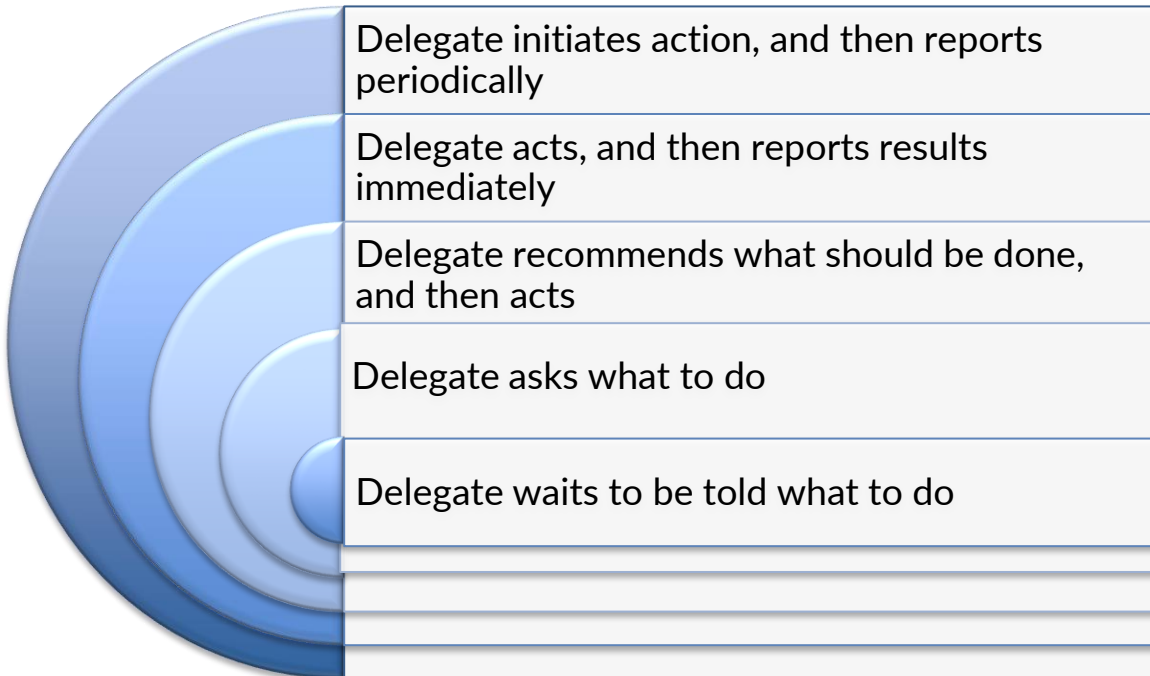 Delegate initiates action, and then reports
periodically
Delegate acts, and then reports results
immediately
Delegate recommends what should be done,
and then acts
Delegate asks what to do
Delegate waits to be told what to do